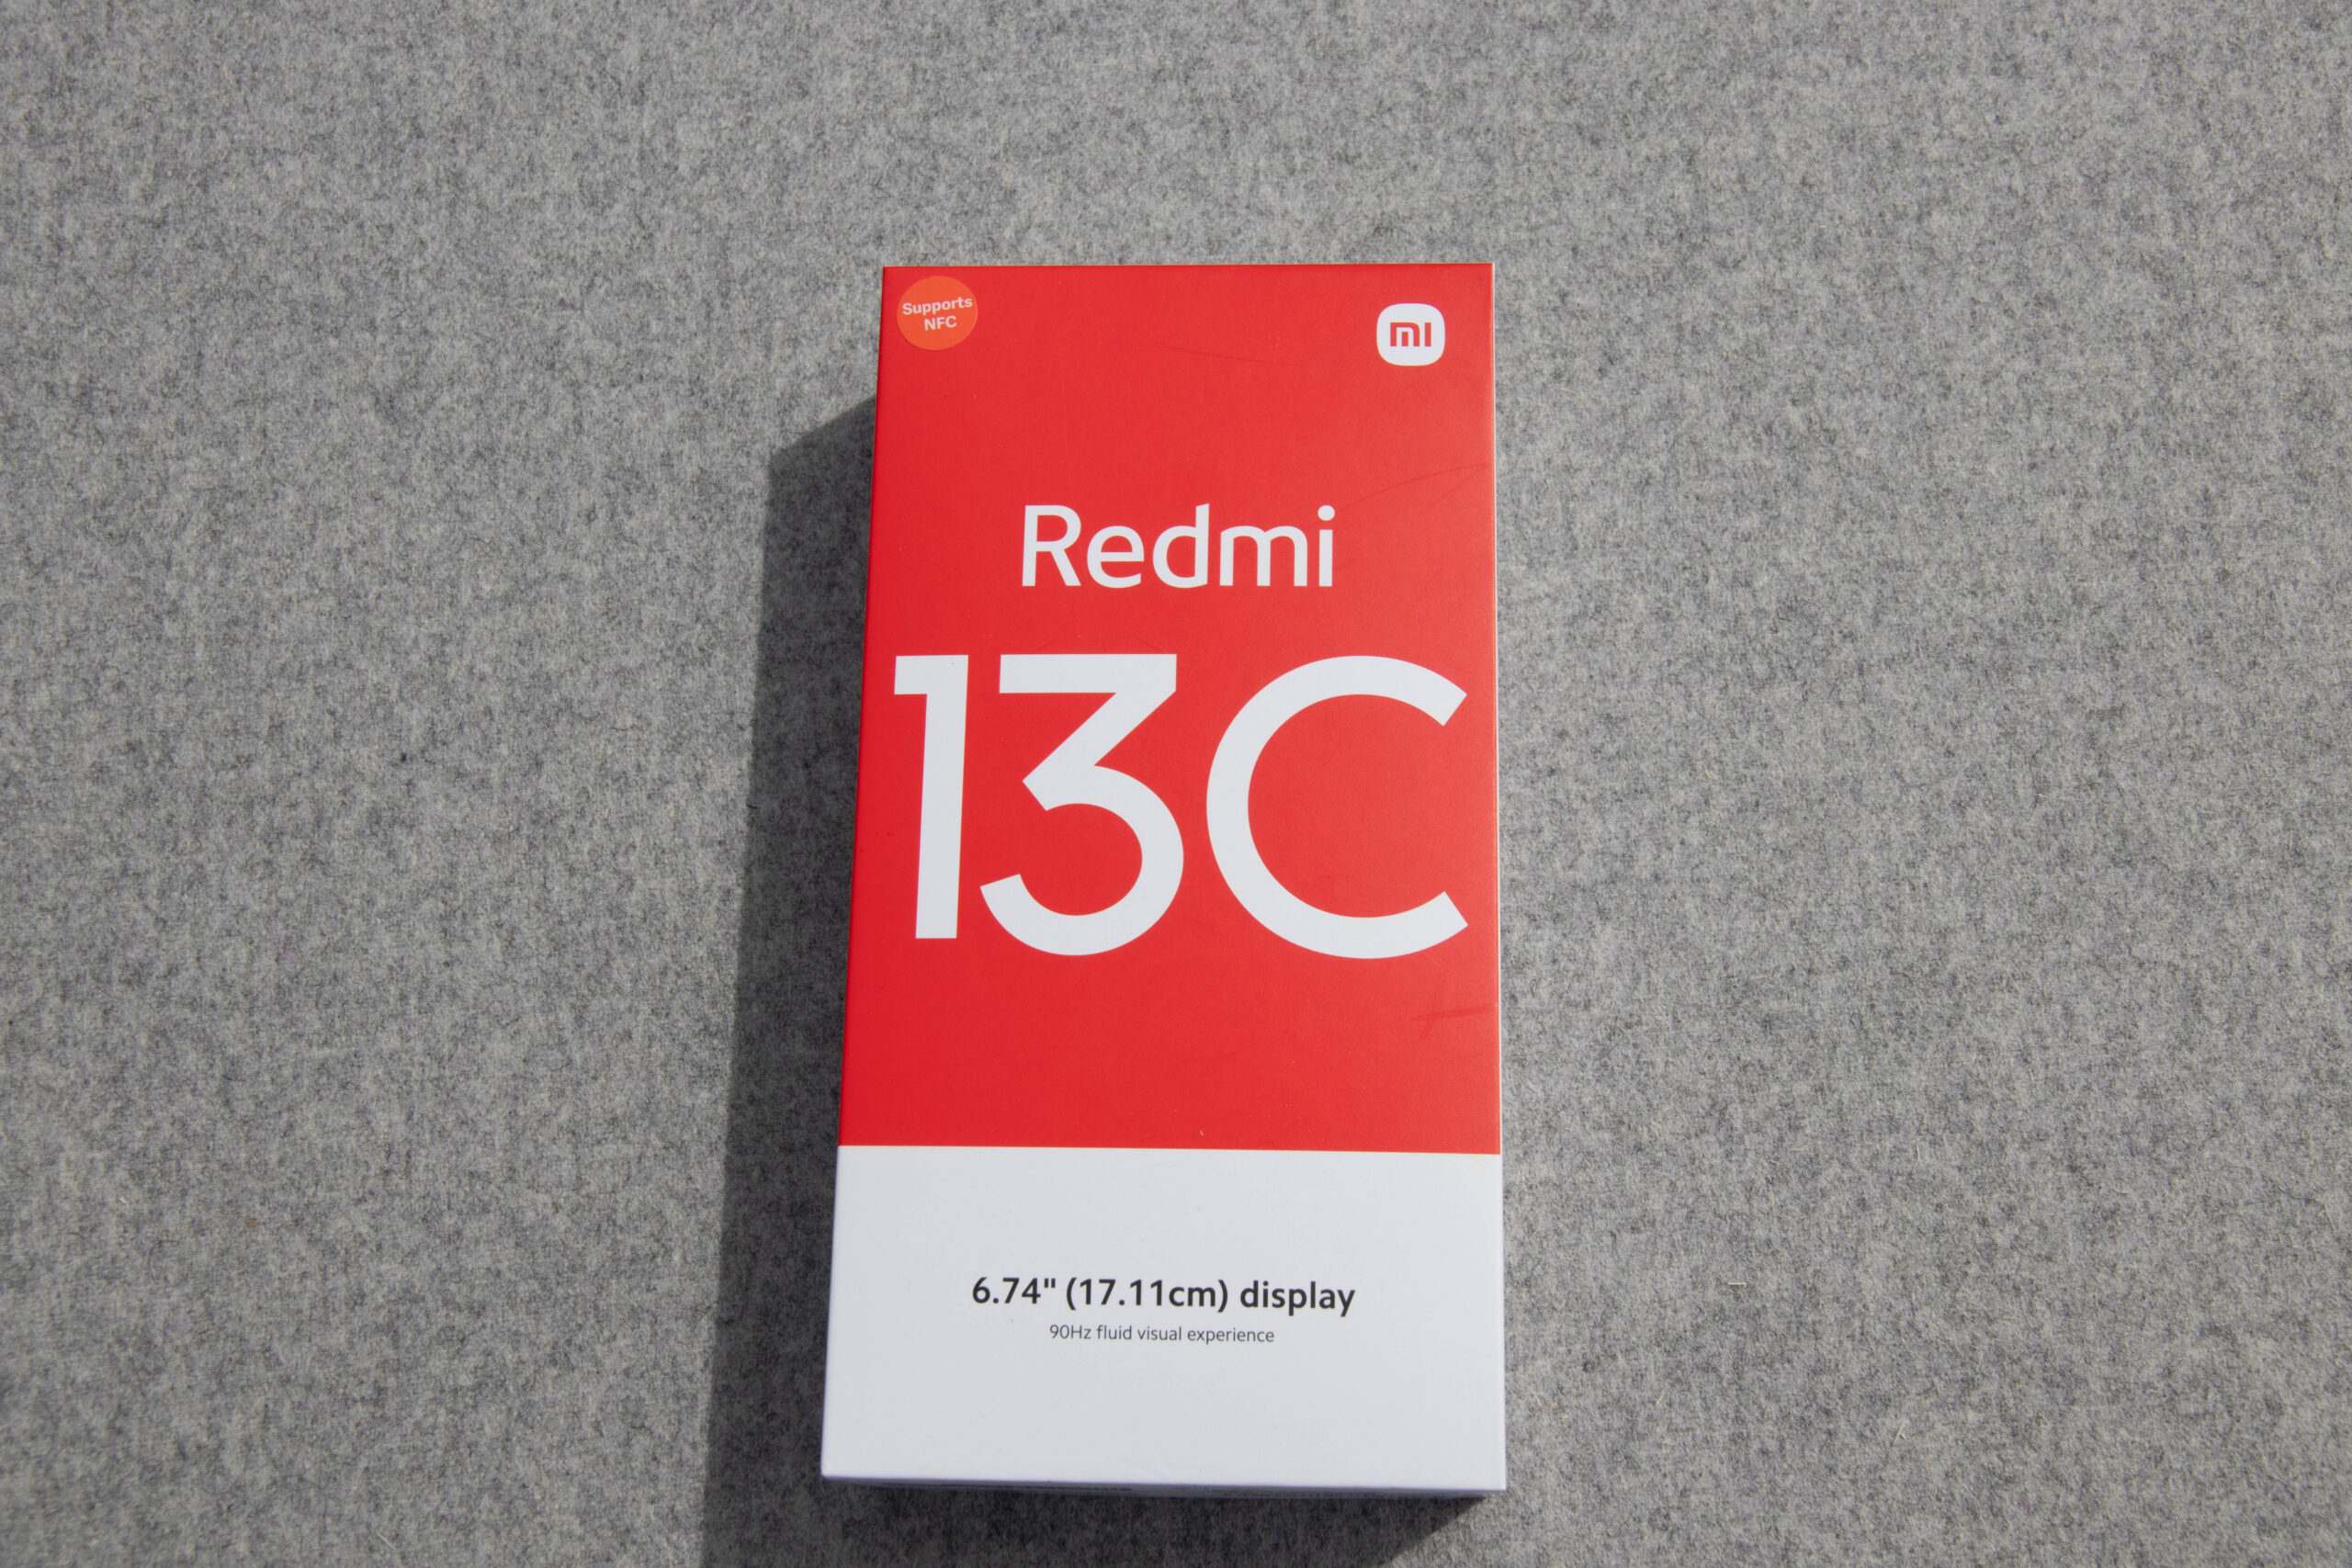 Supports
NFC
mi
Redmi
13C
6.74" (17.11cm) display
90Hz fluid visual experience